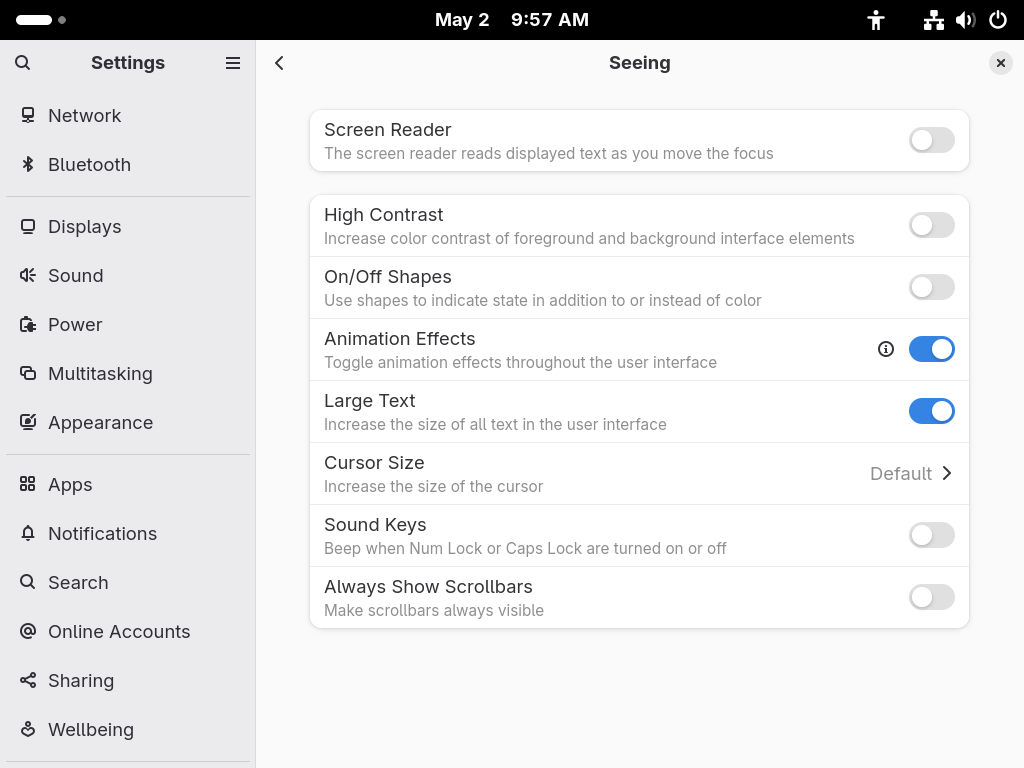 May 2 9:57 AM
Settings
Seeing
Network
Bluetooth
Displays
Sound
Power
Multitasking
Appearance
Apps
Notifications
Search
Online Accounts
Sharing
Wellbeing
Screen Reader
The screen reader reads displayed text as you move the focus
High Contrast
Increase color contrast of foreground and background interface elements
On/Off Shapes
Use shapes to indicate state in addition to or instead of color
Animation Effects
Toggle animation effects throughout the user interface
Large Text
Increase the size of all text in the user interface
Cursor Size
Increase the size of the cursor
Default
Sound Keys
Beep when Num Lock or Caps Lock are turned on or off
Always Show Scrollbars
Make scrollbars always visible